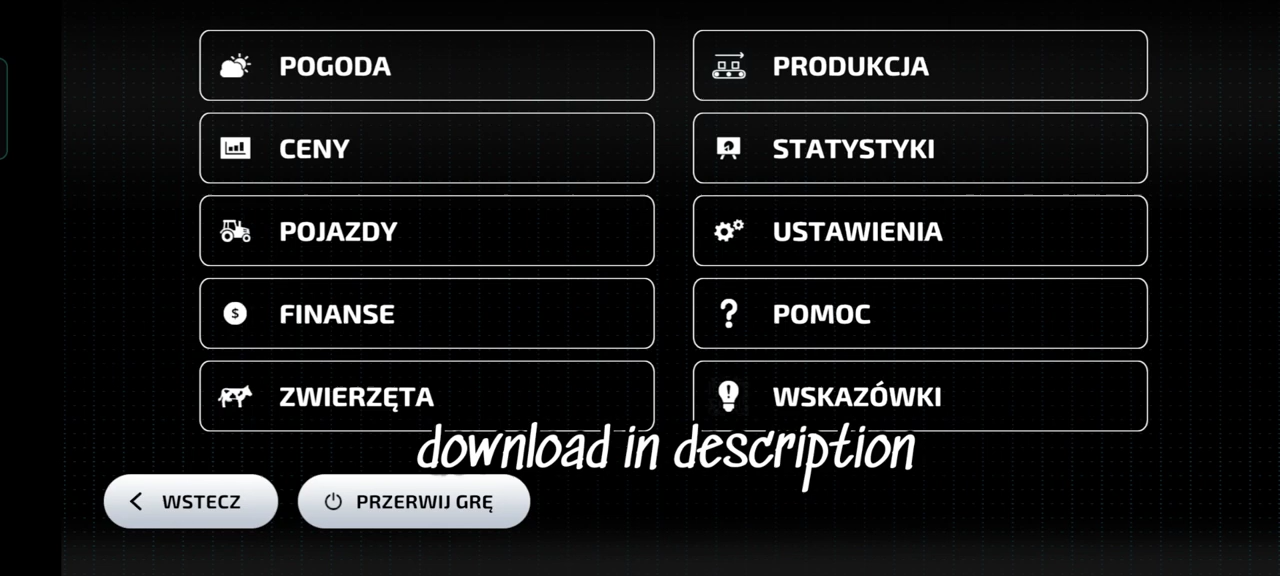 POGODA
PRODUKCJA
CENY
STATYSTYKI
POJAZDY
USTAWIENIA
FINANSE
POMOC
ZWIERZĘTA
WSKAZÓWKI
download in description
WSTECZ
PRZERWIJ GRĘ